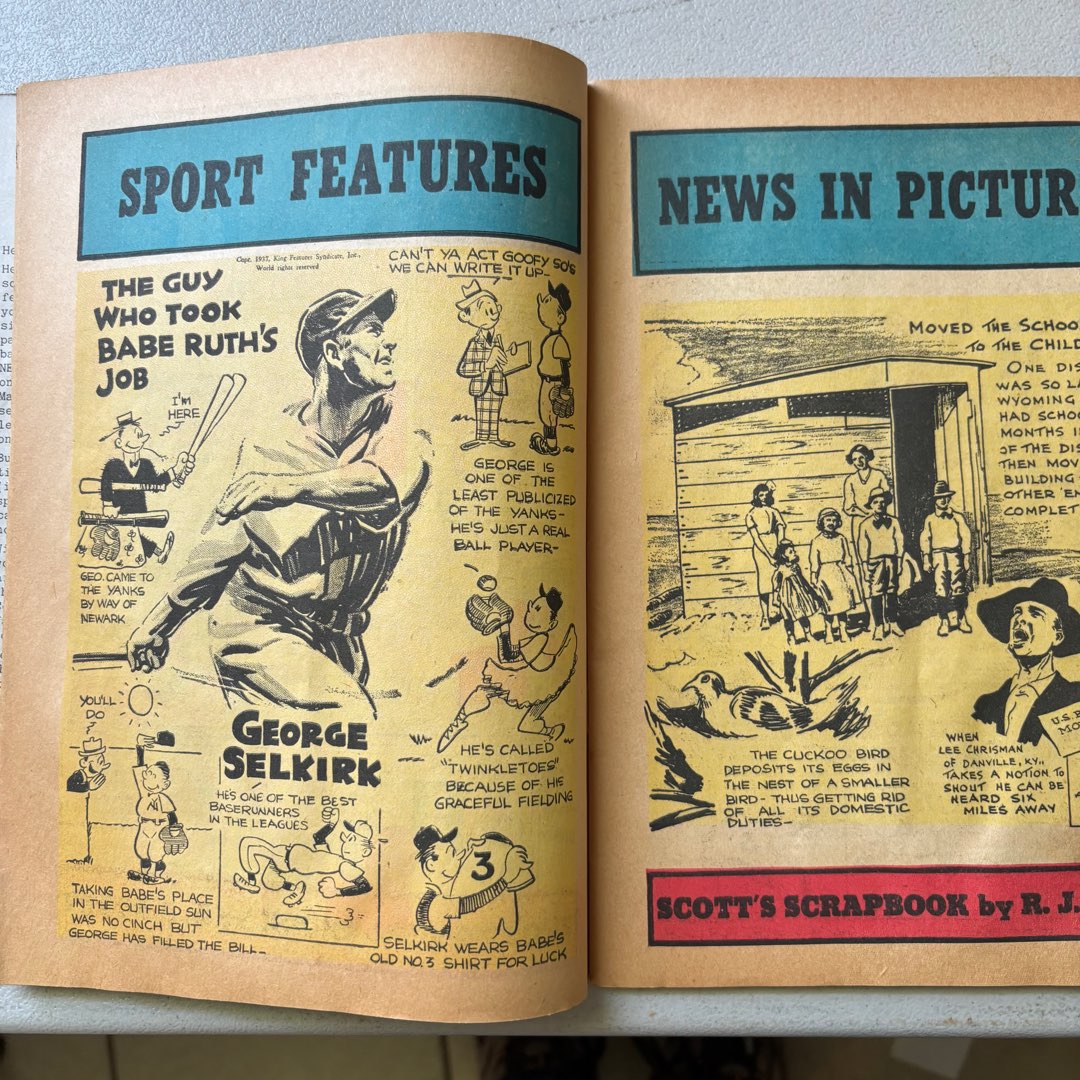 SPORT FEATURES
Copr. 1937, King Features Syndicate, Inc.,
World rights reserved
THE GUY
WHO TOOK
BABE RUTH'S
JOB
CAN'T YA ACT GOOFY SO'S
WE CAN WRITE IT UP-
I'M
HERE
GEO. CAME TO
THE YANKS
BY WAY OF
NEWARK
GEORGE IS
ONE OF THE
LEAST PUBLICIZED
OF THE YANKS-
HE'S JUST A REAL
BALL PLAYER-
YOU'LL
DO
GEORGE
SELKIRK
HE'S CALLED
"TWINKLETOES"
BECAUSE OF HIS
GRACEFUL FIELDING
HE'S ONE OF THE BEST
BASERUNNERS
IN THE LEAGUES
3
TAKING BABE'S PLACE
IN THE OUTFIELD SUN
WAS NO CINCH BUT
GEORGE HAS FILLED THE BILL-
SELKIRK WEARS BABE'S
OLD NO. 3 SHIRT FOR LUCK
NEWS IN PICTUR
MOVED THE SCHOO
TO THE CHILD
ONE DIS
WAS SO LA
WYOMING
HAD SCHOO
MONTHS I
OF THE DIS
THEN MOV
BUILDING
OTHER 'EN
COMPLET
U.S.
MO
THE CUCKOO BIRD
DEPOSITS ITS EGGS IN
THE NEST OF A SMALLER
BIRD - THUS GETTING RID
OF ALL ITS DOMESTIC
DUTIES-
WHEN
LEE CHRISMAN
OF DANVILLE, KY.,
TAKES A NOTION TO
SHOUT HE CAN BE
HEARD SIX
MILES AWAY
SCOTT'S SCRAPBOOK by R. J.